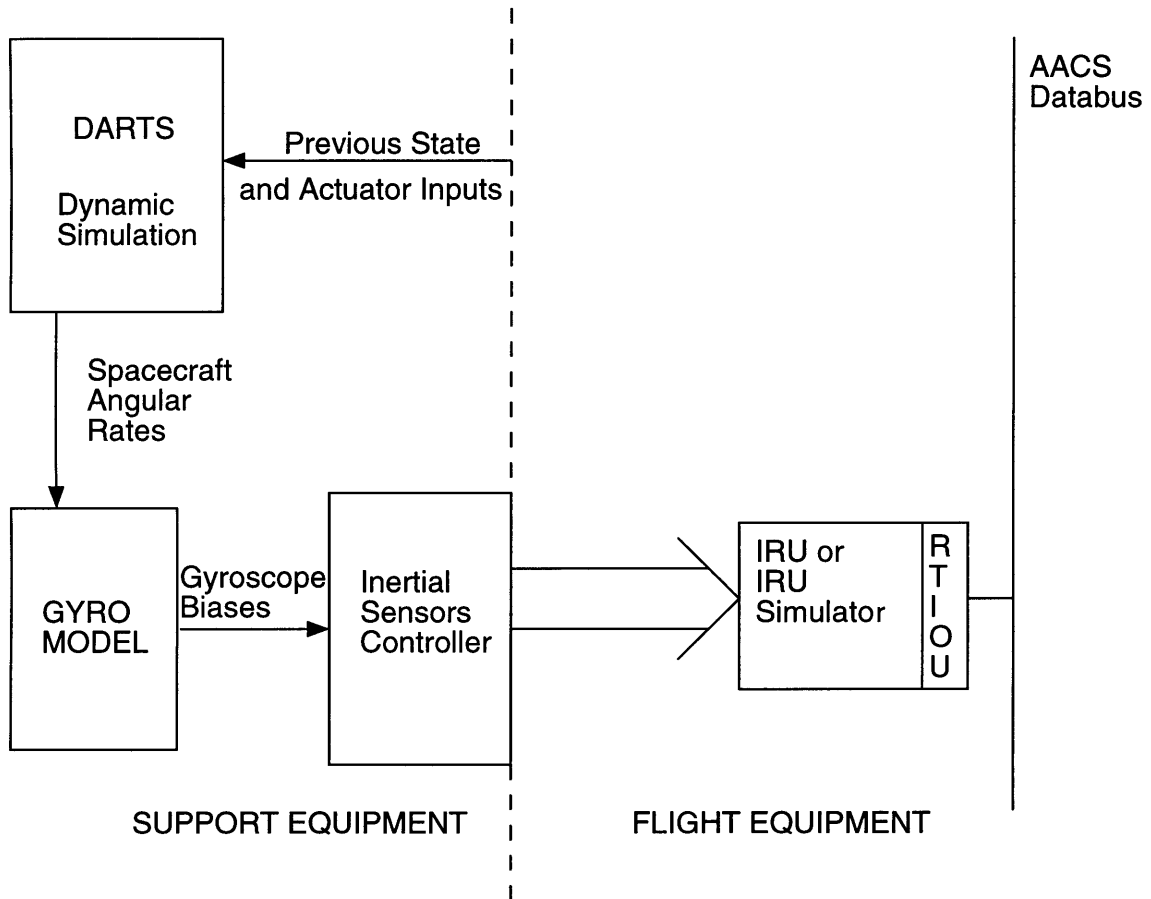 AACS
Databus
DARTS
Dynamic
Simulation
Previous State
and Actuator Inputs
Spacecraft
Angular
Rates
GYRO
MODEL
Gyroscope
Biases
Inertial
Sensors
Controller
IRU or
IRU
Simulator
R
T
I
O
U
SUPPORT EQUIPMENT
FLIGHT EQUIPMENT